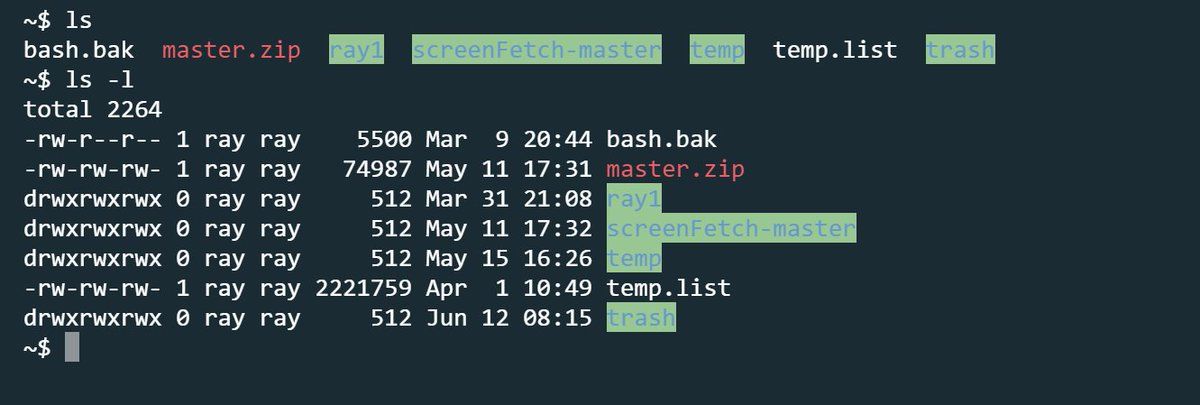 ~$ ls
bash.bak  master.zip  ray1  screenFetch-master  temp  temp.list  trash
~$ ls -l
total 2264
-rw-r--r-- 1 ray ray    5500 Mar  9 20:44 bash.bak
-rw-rw-rw- 1 ray ray   74987 May 11 17:31 master.zip
drwxrwxrwx 0 ray ray     512 Mar 31 21:08 ray1
drwxrwxrwx 0 ray ray     512 May 11 17:32 screenFetch-master
drwxrwxrwx 0 ray ray     512 May 15 16:26 temp
-rw-rw-rw- 1 ray ray 2221759 Apr  1 10:49 temp.list
drwxrwxrwx 0 ray ray     512 Jun 12 08:15 trash
~$